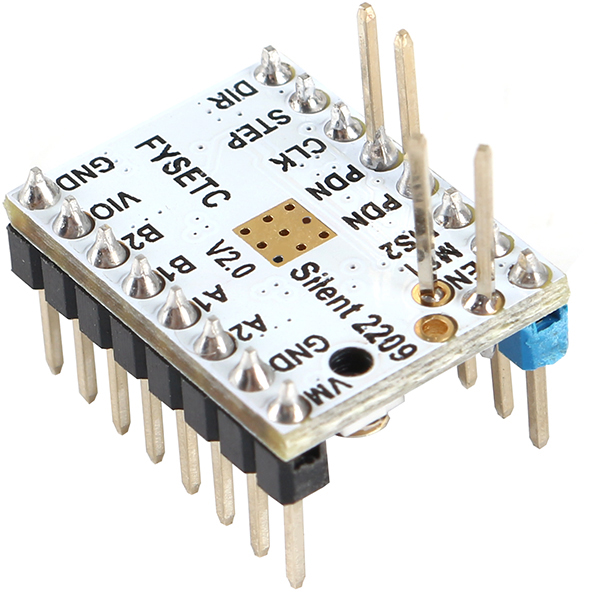 DIR
STEP
CLK
PDN
PDN
MS2
MS1
EN
FYSETC
V2.0
Silent 2209
GND
VIO
B2
B1
A1
A2
GND
VM